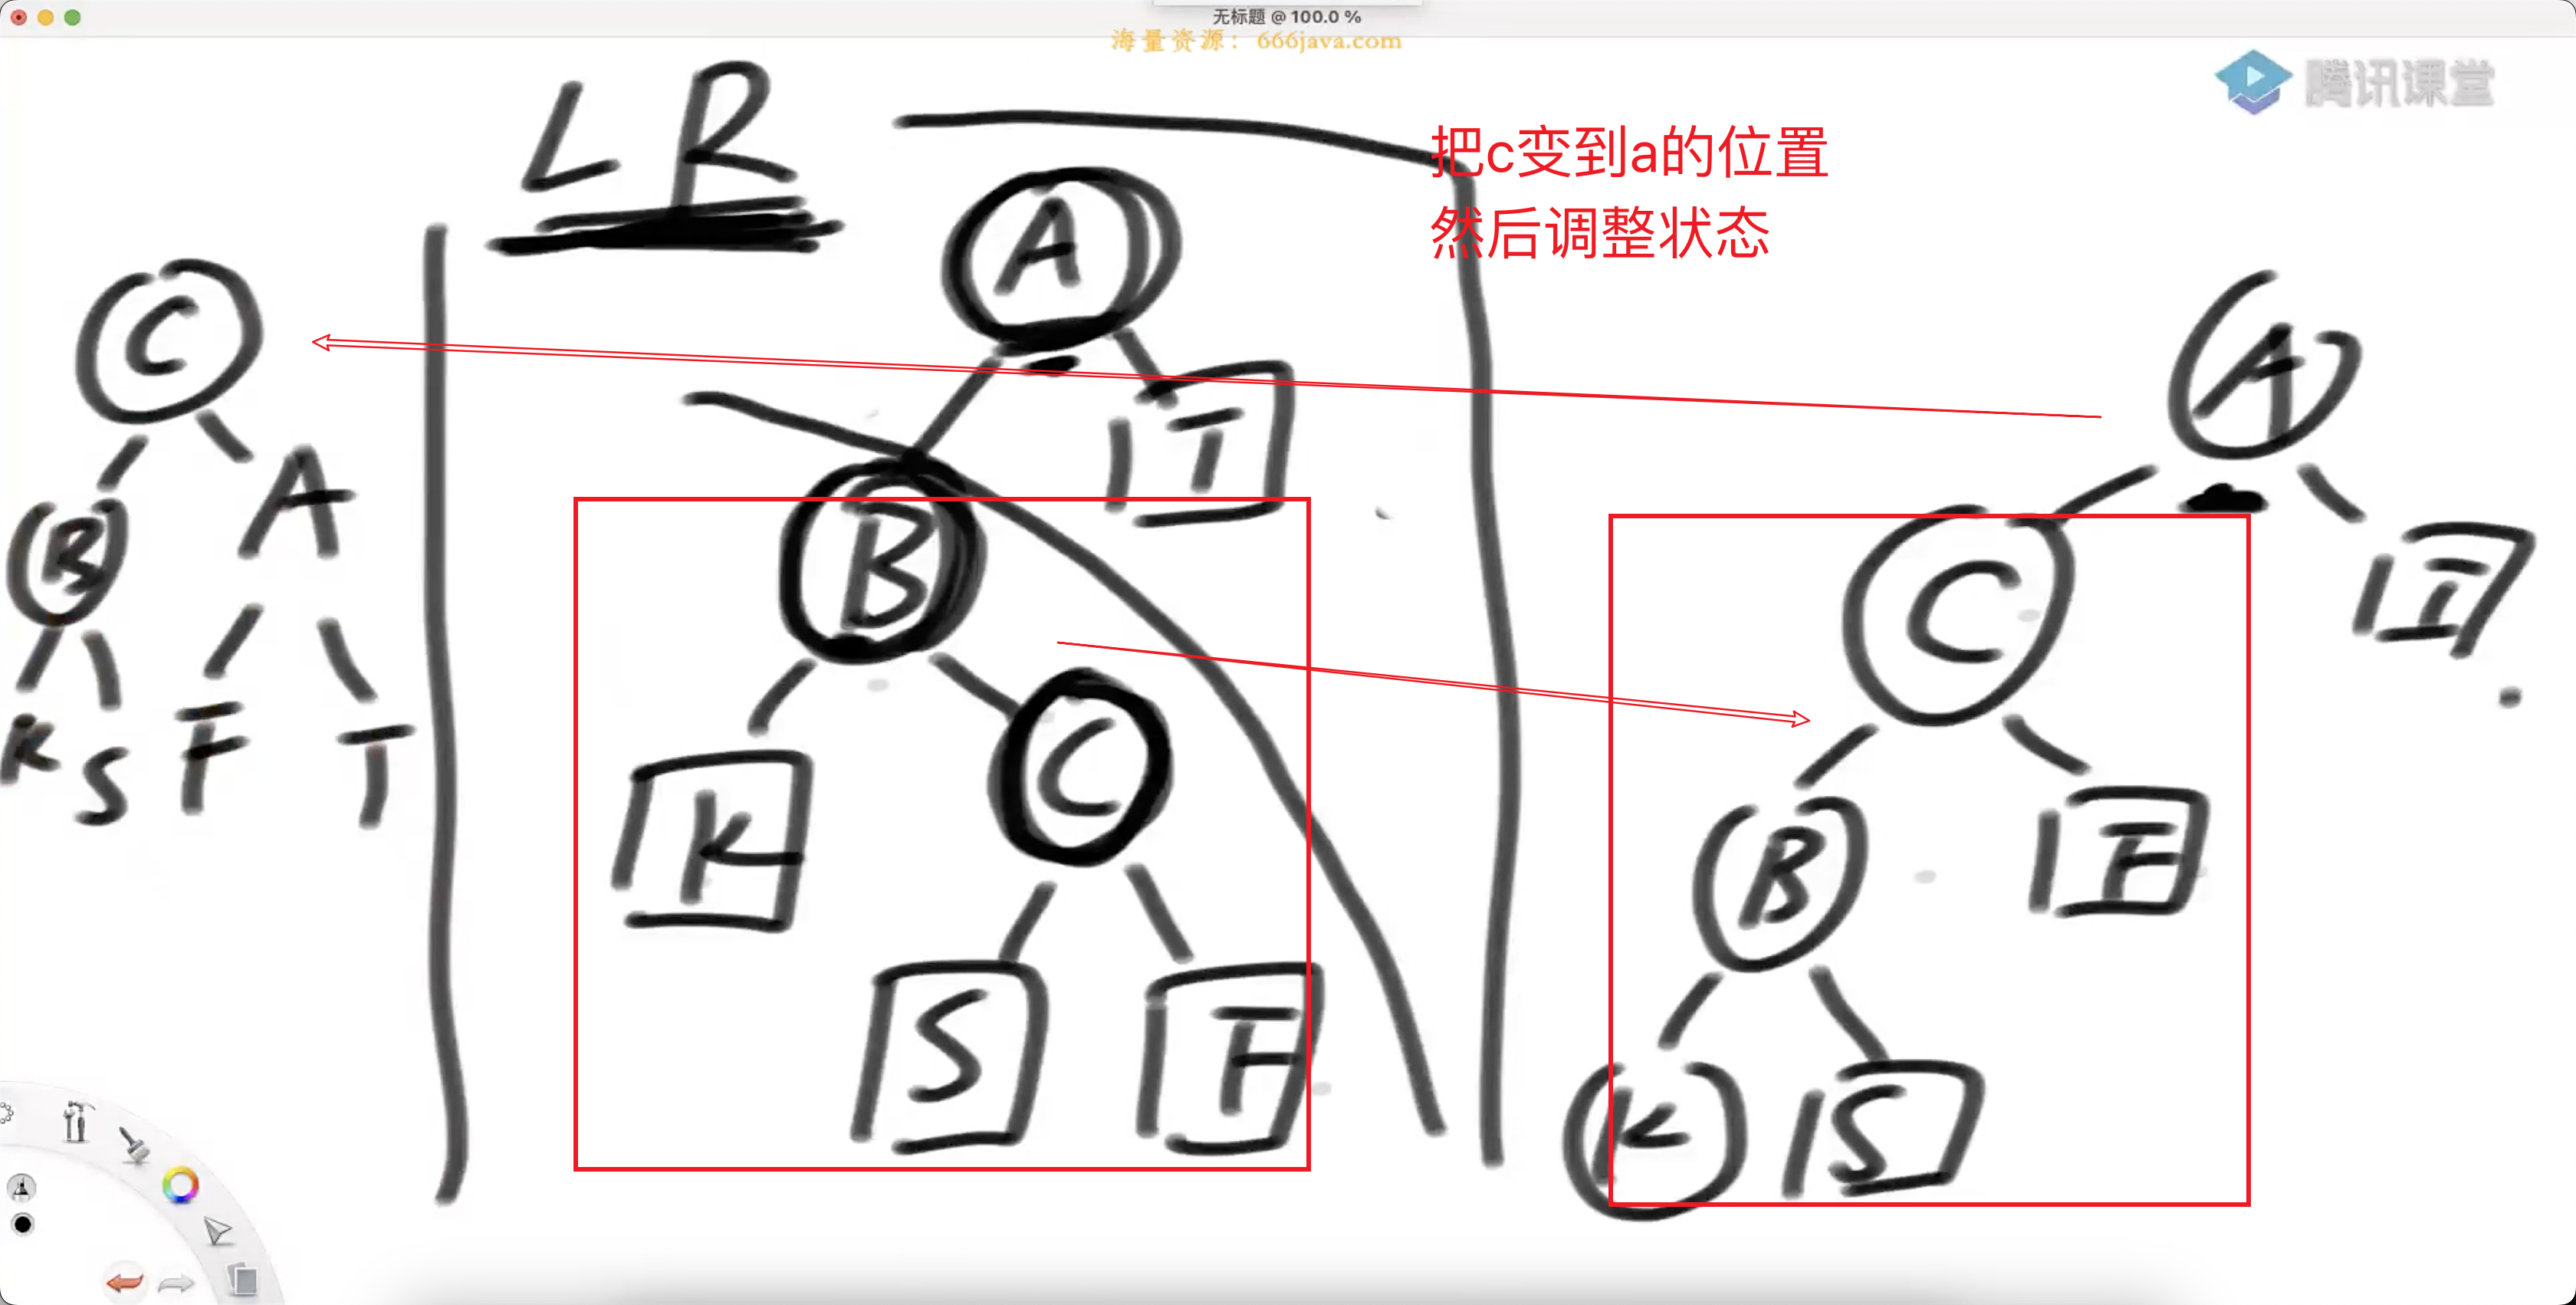 无标题 @ 100.0 %
海量资源：666java.com
腾讯课堂
L R
把c变到a的位置
然后调整状态
C
B A
K S F T
A
B T
K C
S F
A
C T
B F
K S